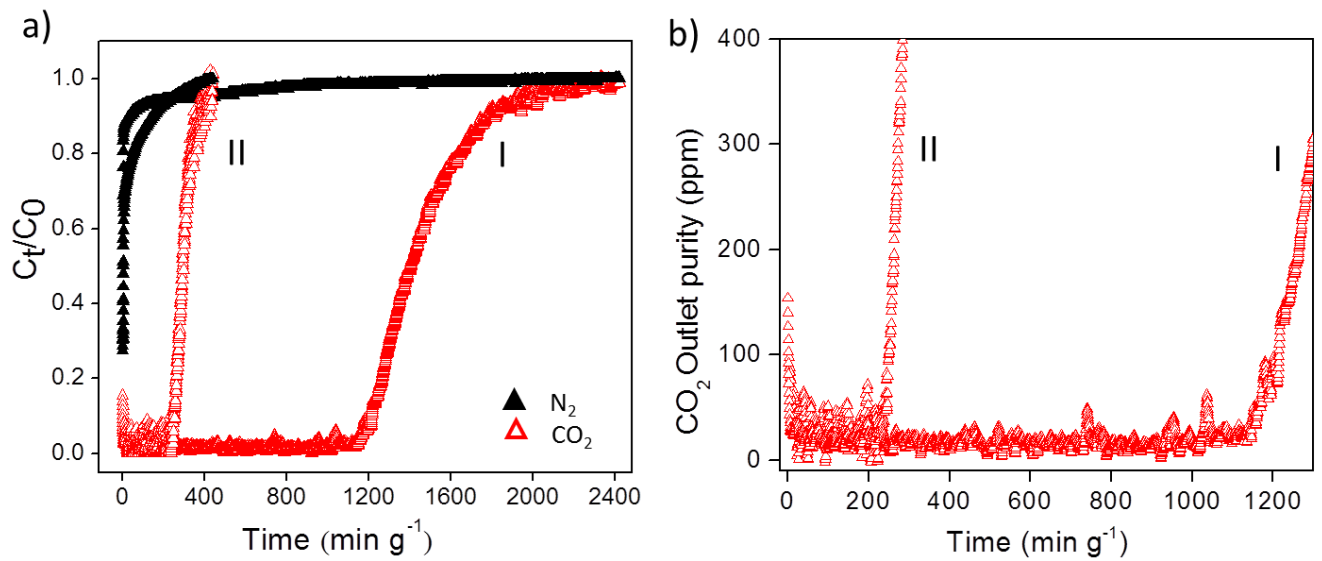 a)
Cₜ/C₀
1.0
0.8
0.6
0.4
0.2
0.0
II
I
N₂
CO₂
0 400 800 1200 1600 2000 2400
Time (min g⁻¹)
b)
CO₂ Outlet purity (ppm)
400
300
200
100
0
II
I
0 200 400 600 800 1000 1200
Time (min g⁻¹)